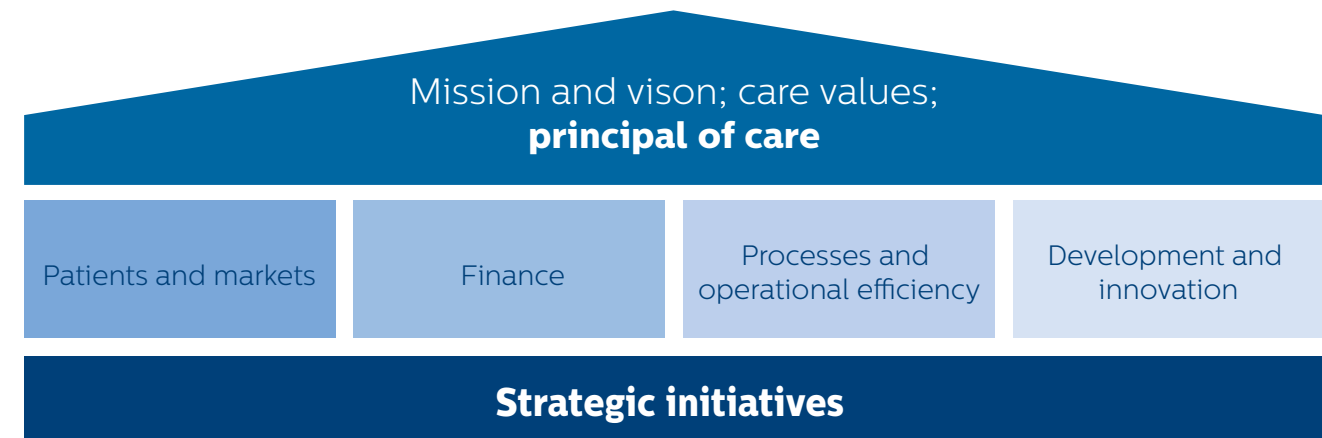 Mission and vison; care values;
principal of care
Patients and markets
Finance
Processes and
operational efficiency
Development and
innovation
Strategic initiatives